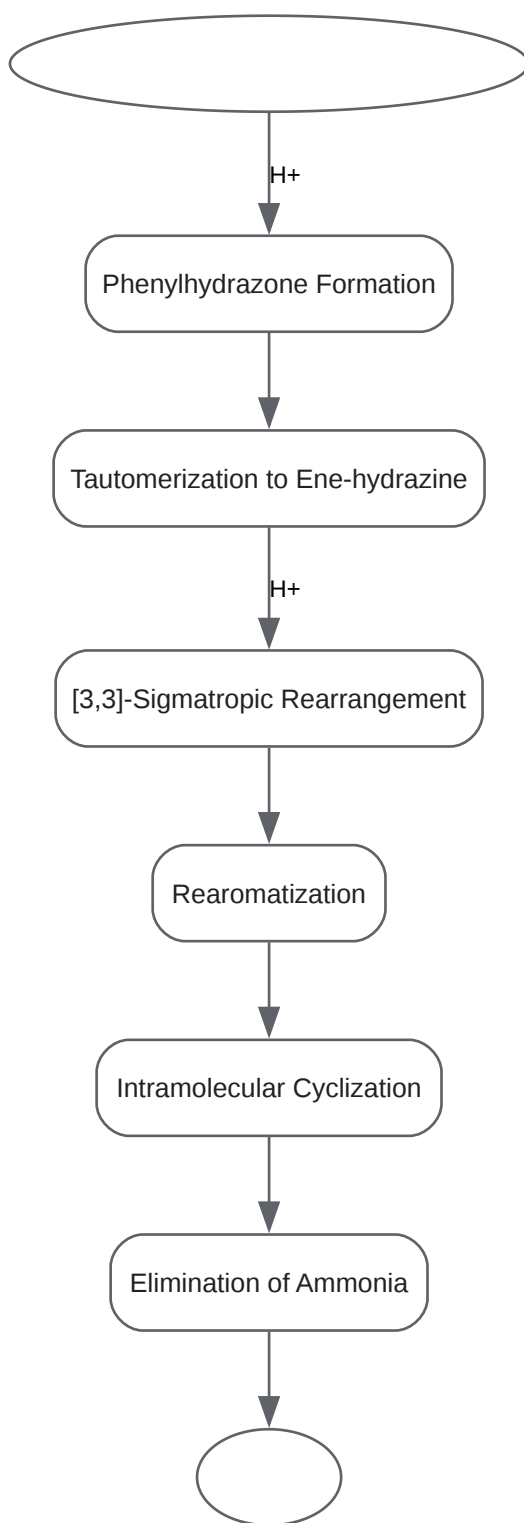 H+
Phenylhydrazone Formation
Tautomerization to Ene-hydrazine
H+
[3,3]-Sigmatropic Rearrangement
Rearomatization
Intramolecular Cyclization
Elimination of Ammonia